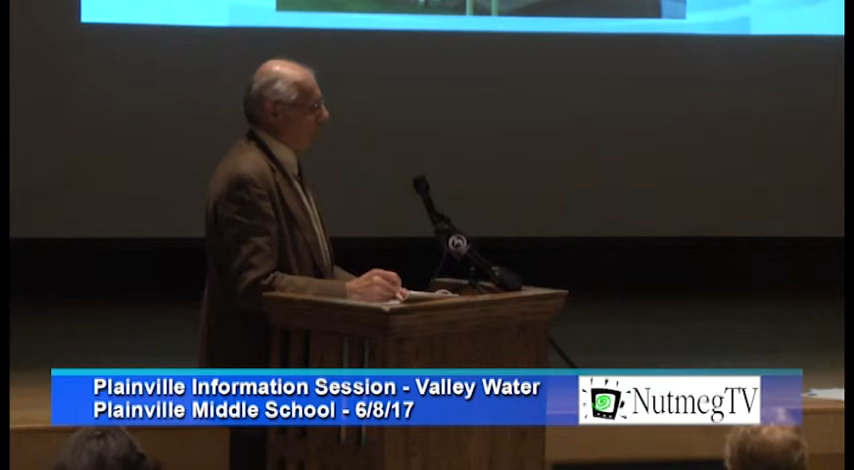 Plainville Information Session - Valley Water
Plainville Middle School - 6/8/17
NutmegTV